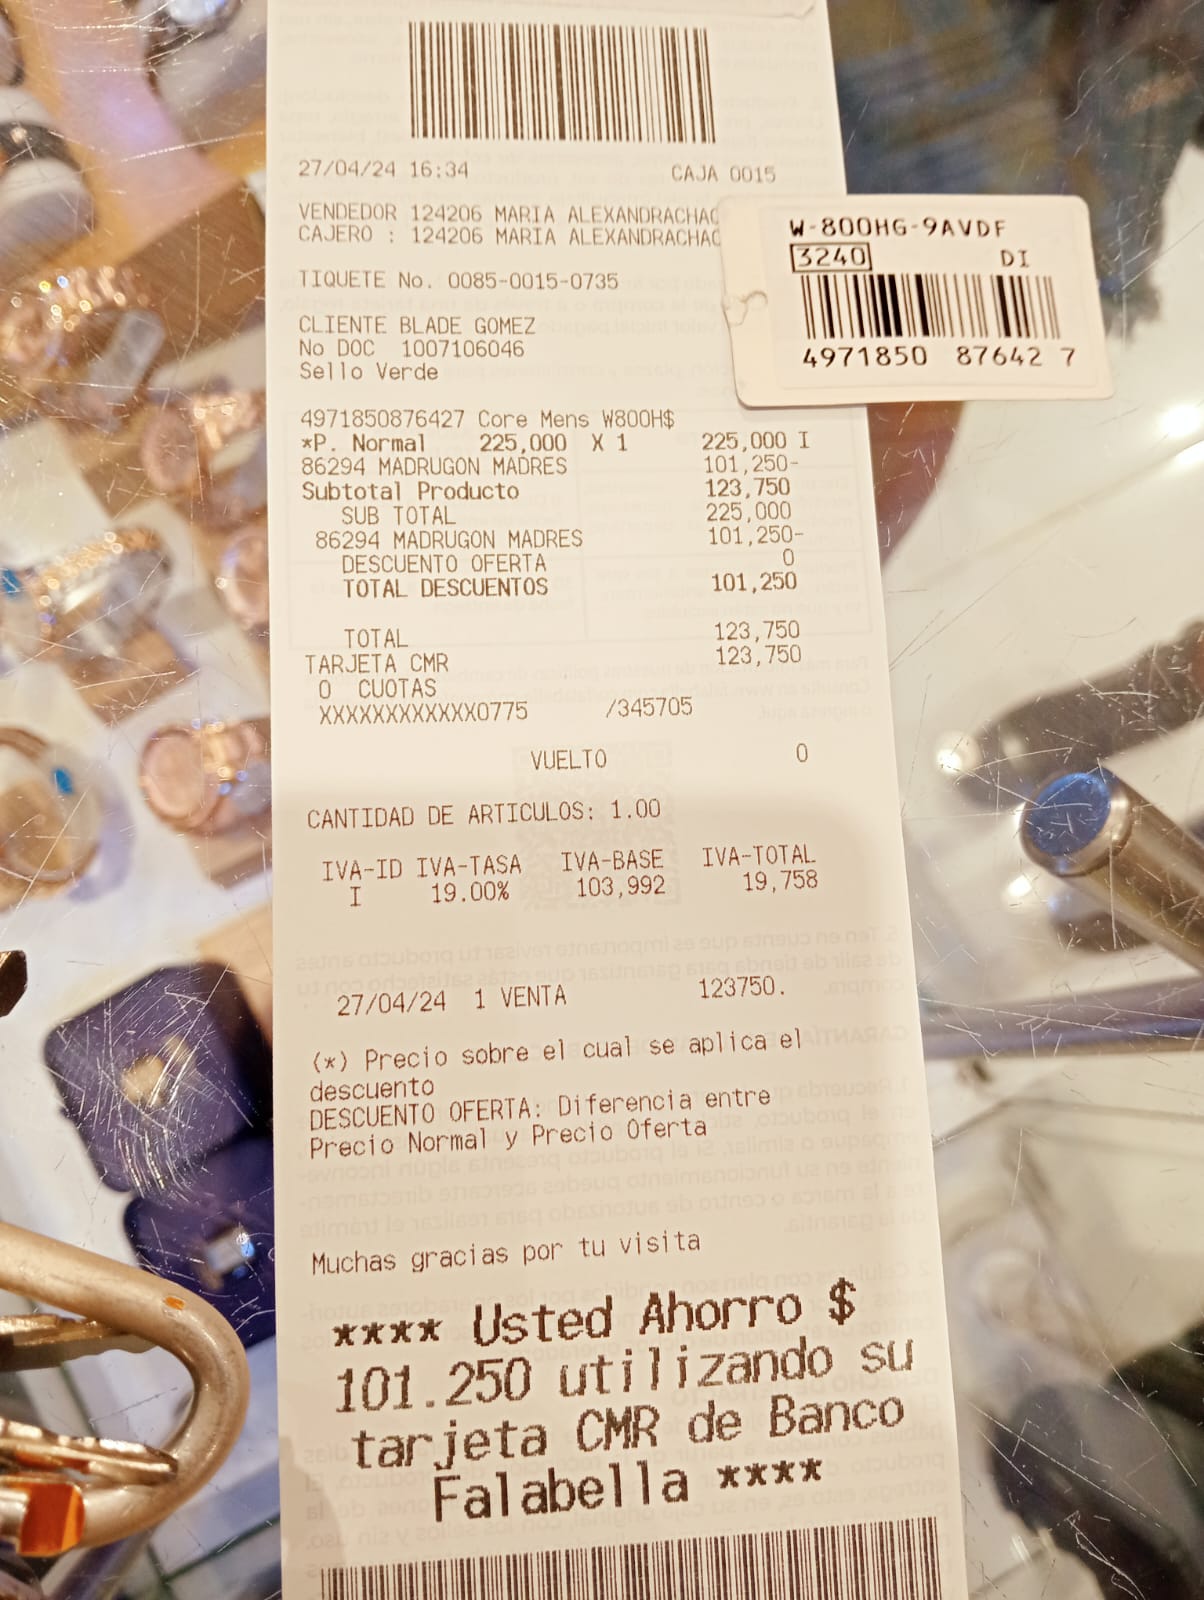 27/04/24 16:34 CAJA 0015
VENDEDOR 124206 MARIA ALEXANDRACHAC
CAJERO : 124206 MARIA ALEXANDRACHAC
TIQUETE No. 0085-0015-0735
CLIENTE BLADE GOMEZ
No DOC 1007106046
Sello Verde
W-800HG-9AVDF
3240 DI
4971850 87642 7
4971850876427 Core Mens W800H$
*P. Normal 225,000 X 1 225,000 I
86294 MADRUGON MADRES 101,250-
Subtotal Producto 123,750
SUB TOTAL 225,000
86294 MADRUGON MADRES 101,250-
DESCUENTO OFERTA 0
TOTAL DESCUENTOS 101,250
TOTAL 123,750
TARJETA CMR 123,750
0 CUOTAS
XXXXXXXXXXXX0775 /345705
VUELTO 0
CANTIDAD DE ARTICULOS: 1.00
IVA-ID IVA-TASA IVA-BASE IVA-TOTAL
I 19.00% 103,992 19,758
27/04/24 1 VENTA 123750.
(*) Precio sobre el cual se aplica el
descuento
DESCUENTO OFERTA: Diferencia entre
Precio Normal y Precio Oferta
Muchas gracias por tu visita
**** Usted Ahorro $
101.250 utilizando su
tarjeta CMR de Banco
Falabella ****